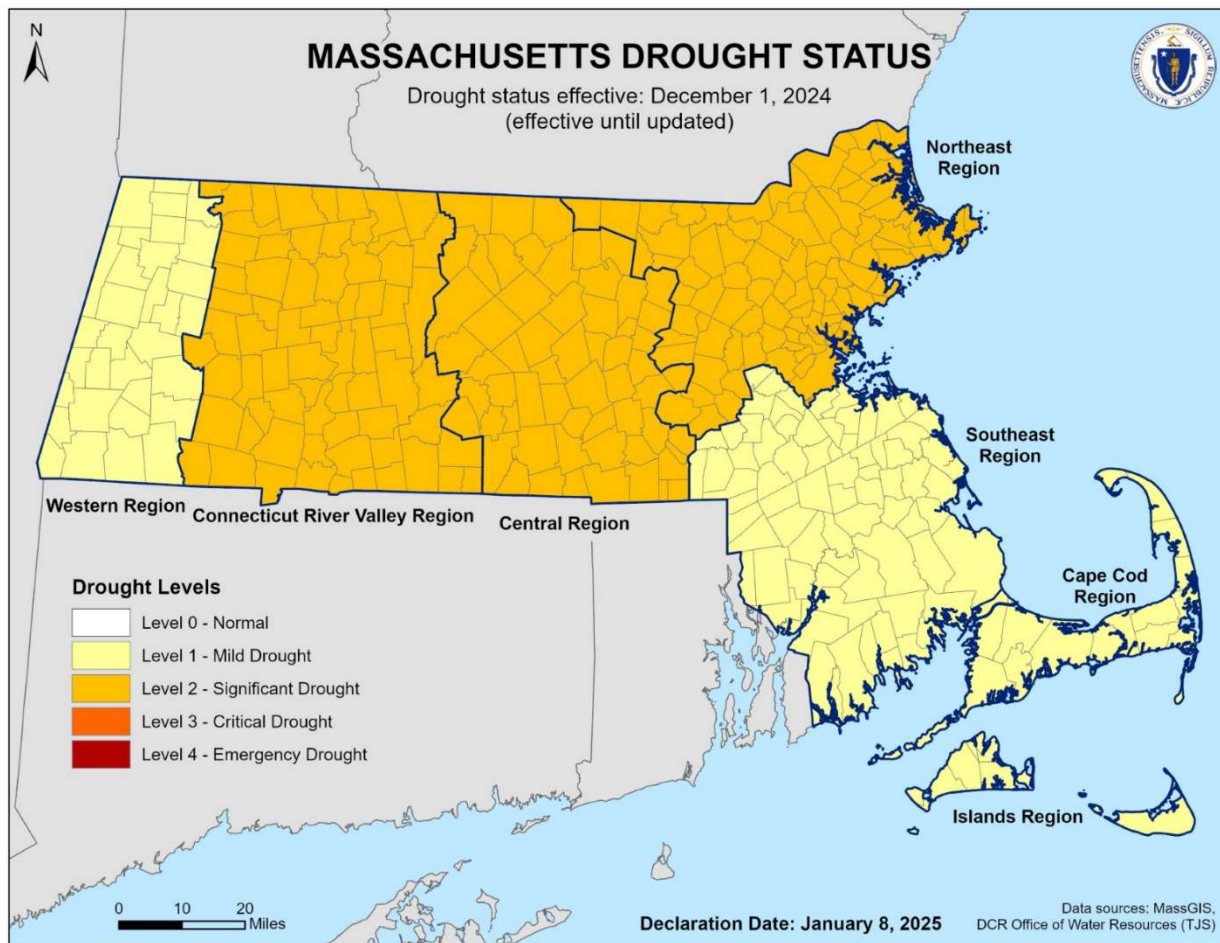 N
MASSACHUSETTS DROUGHT STATUS
Drought status effective: December 1, 2024
(effective until updated)
Northeast
Region
Southeast
Region
Cape Cod
Region
Western Region
Connecticut River Valley Region
Central Region
Islands Region
Drought Levels
Level 0 - Normal
Level 1 - Mild Drought
Level 2 - Significant Drought
Level 3 - Critical Drought
Level 4 - Emergency Drought
0 10 20
Miles
Declaration Date: January 8, 2025
Data sources: MassGIS,
DCR Office of Water Resources (TJS)